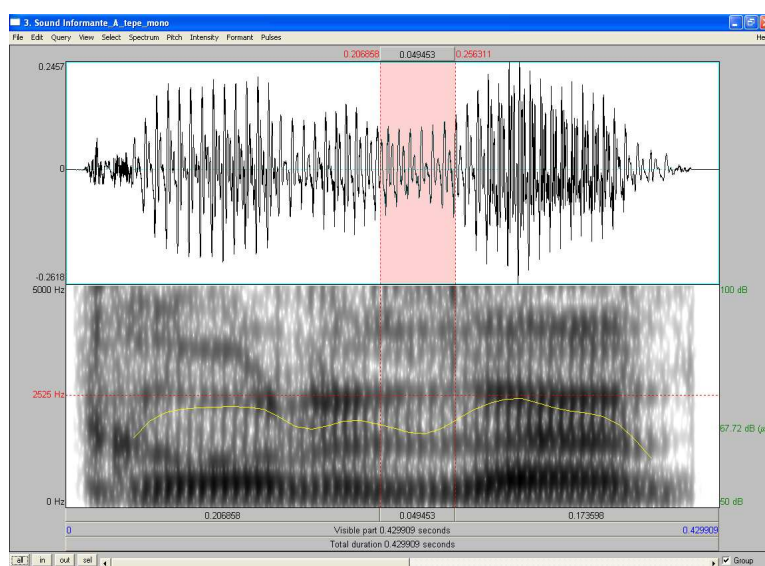 3. Sound Informante_A_tepe_mono
File Edit Query View Select Spectrum Pitch Intensity Formant Pulses He
0.206858 0.049453 0.256311
0.2457
0
-0.2618
5000 Hz 100 dB
2525 Hz
67.72 dB (µ
0 Hz 50 dB
0.206858 0.049453 0.173598
0 Visible part 0.429909 seconds 0.429909
Total duration 0.429909 seconds
all in out sel Group